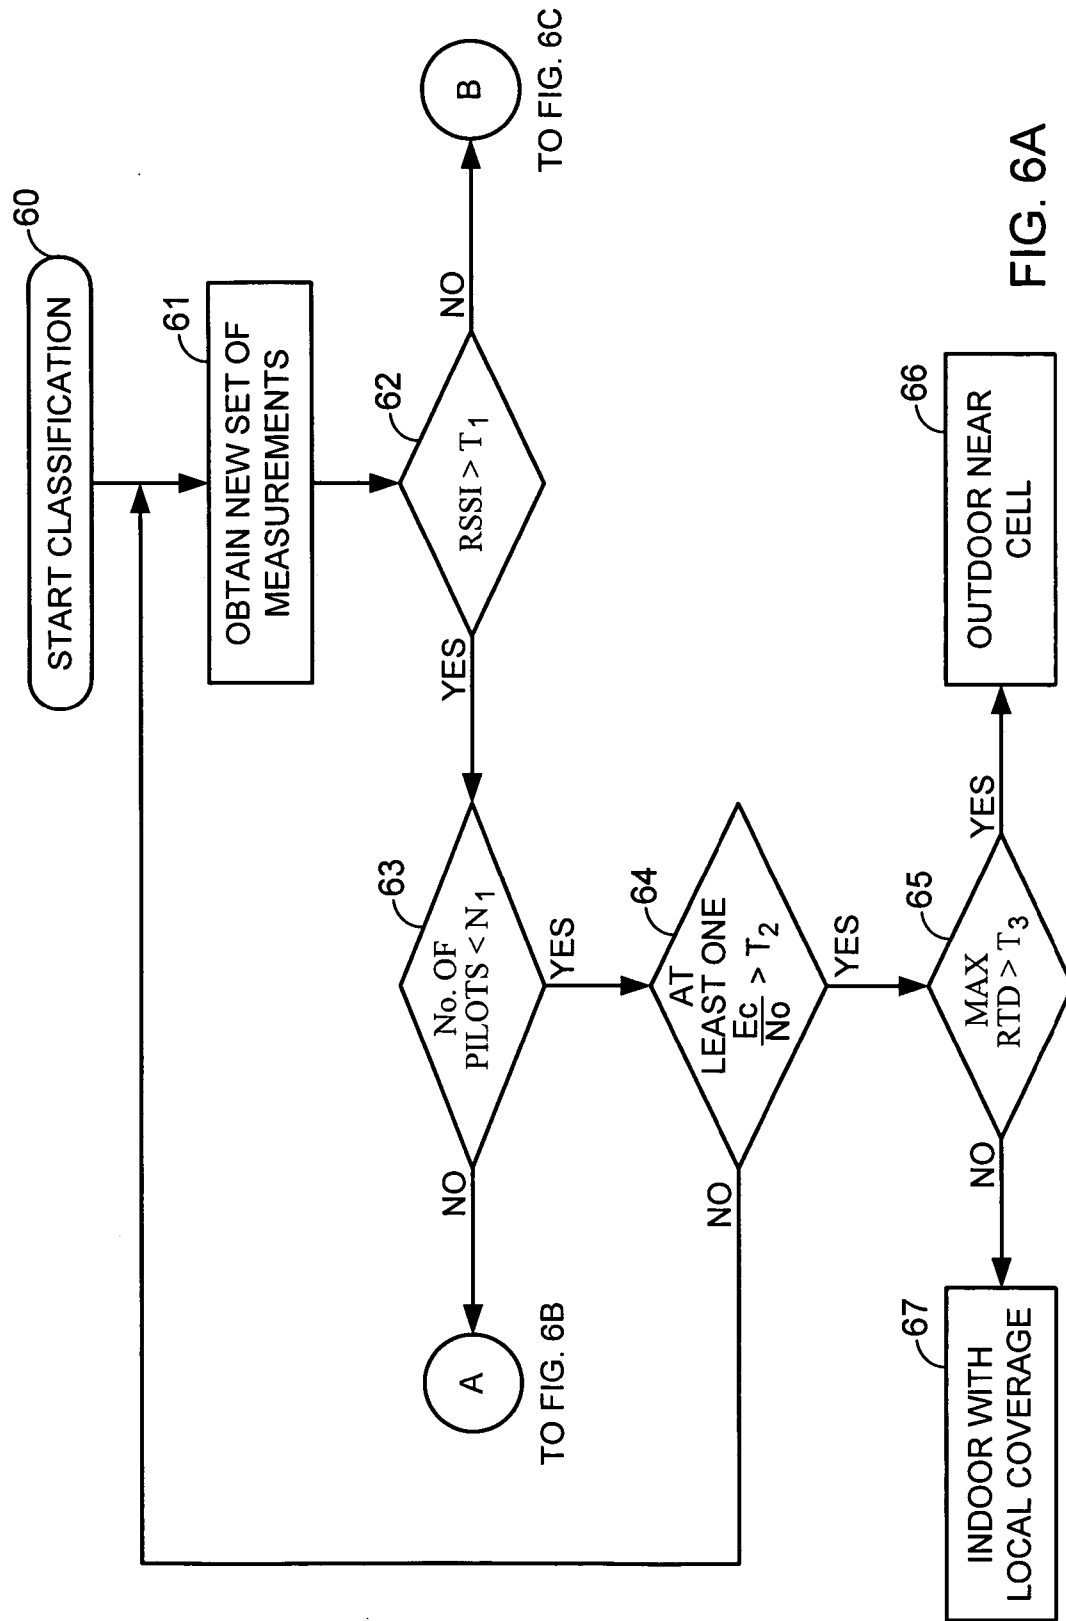 START CLASSIFICATION
60
OBTAIN NEW SET OF
MEASUREMENTS
61
RSSI > T1
62
NO
B
TO FIG. 6C
YES
No. OF
PILOTS < N1
63
NO
A
TO FIG. 6B
YES
AT
LEAST ONE
Ec/No > T2
64
NO
YES
MAX
RTD > T3
65
YES
OUTDOOR NEAR
CELL
66
NO
INDOOR WITH
LOCAL COVERAGE
67
FIG. 6A